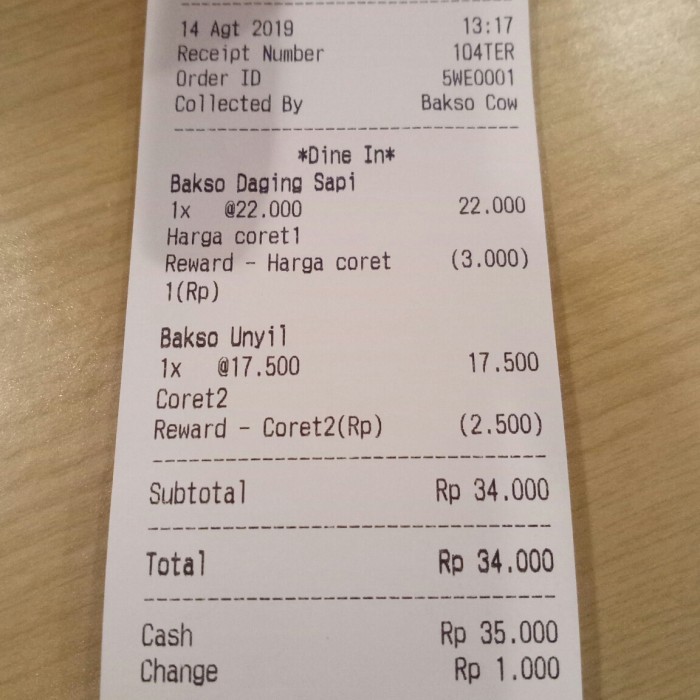 14 Agt 2019 13:17
Receipt Number 104TER
Order ID 5WE0001
Collected By Bakso Cow
*Dine In*
Bakso Daging Sapi
1x @22.000 22.000
Harga coret1
Reward - Harga coret (3.000)
1(Rp)
Bakso Unyil
1x @17.500 17.500
Coret2
Reward - Coret2(Rp) (2.500)
Subtotal Rp 34.000
Total Rp 34.000
Cash Rp 35.000
Change Rp 1.000